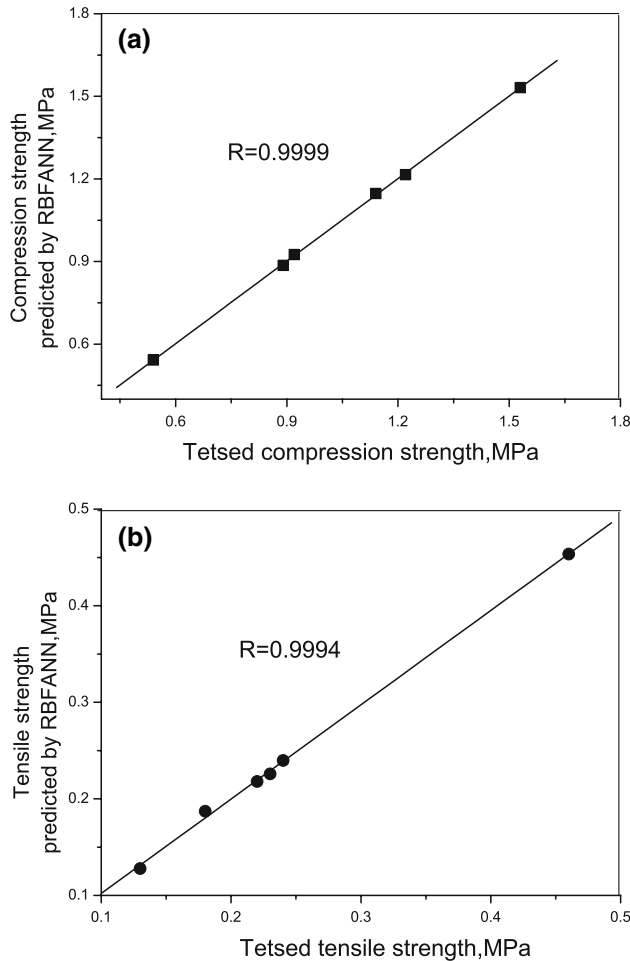 (a)
1.8
1.5
1.2
0.9
0.6
Compression strength
predicted by RBFANN,MPa
R=0.9999
0.6 0.9 1.2 1.5 1.8
Tetsed compression strength,MPa
(b)
0.5
0.4
0.3
0.2
0.1
Tensile strength
predicted by RBFANN,MPa
R=0.9994
0.1 0.2 0.3 0.4 0.5
Tetsed tensile strength,MPa